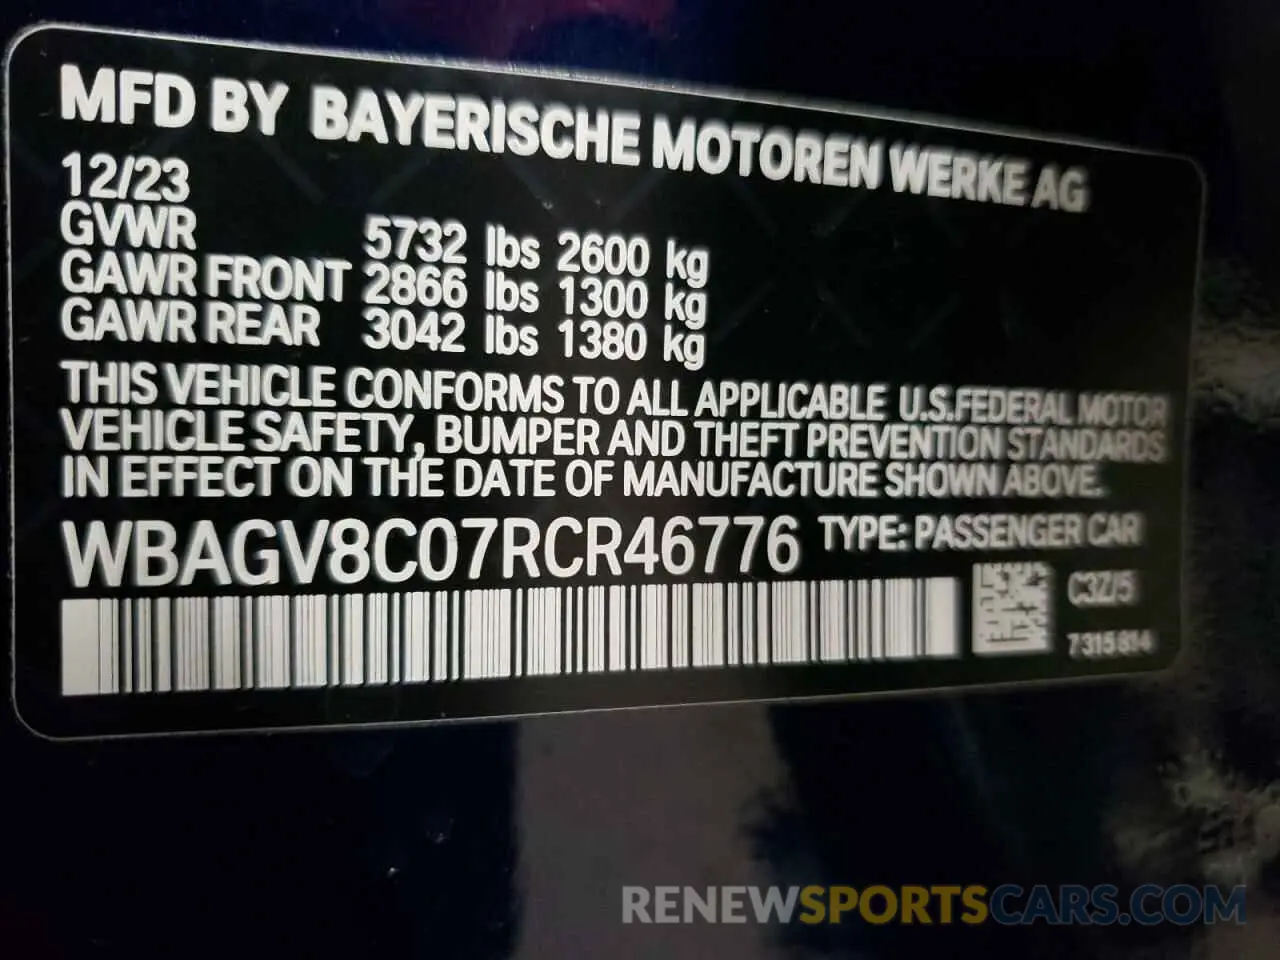 MFD BY BAYERISCHE MOTOREN WERKE AG
12/23
GVWR 5732 lbs 2600 kg
GAWR FRONT 2866 lbs 1300 kg
GAWR REAR 3042 lbs 1380 kg
THIS VEHICLE CONFORMS TO ALL APPLICABLE U.S.FEDERAL MOTOR
VEHICLE SAFETY, BUMPER AND THEFT PREVENTION STANDARDS
IN EFFECT ON THE DATE OF MANUFACTURE SHOWN ABOVE.
WBAGV8C07RCR46776 TYPE: PASSENGER CAR
C3Z/5
7315814
RENEWSPORTSCARS.COM